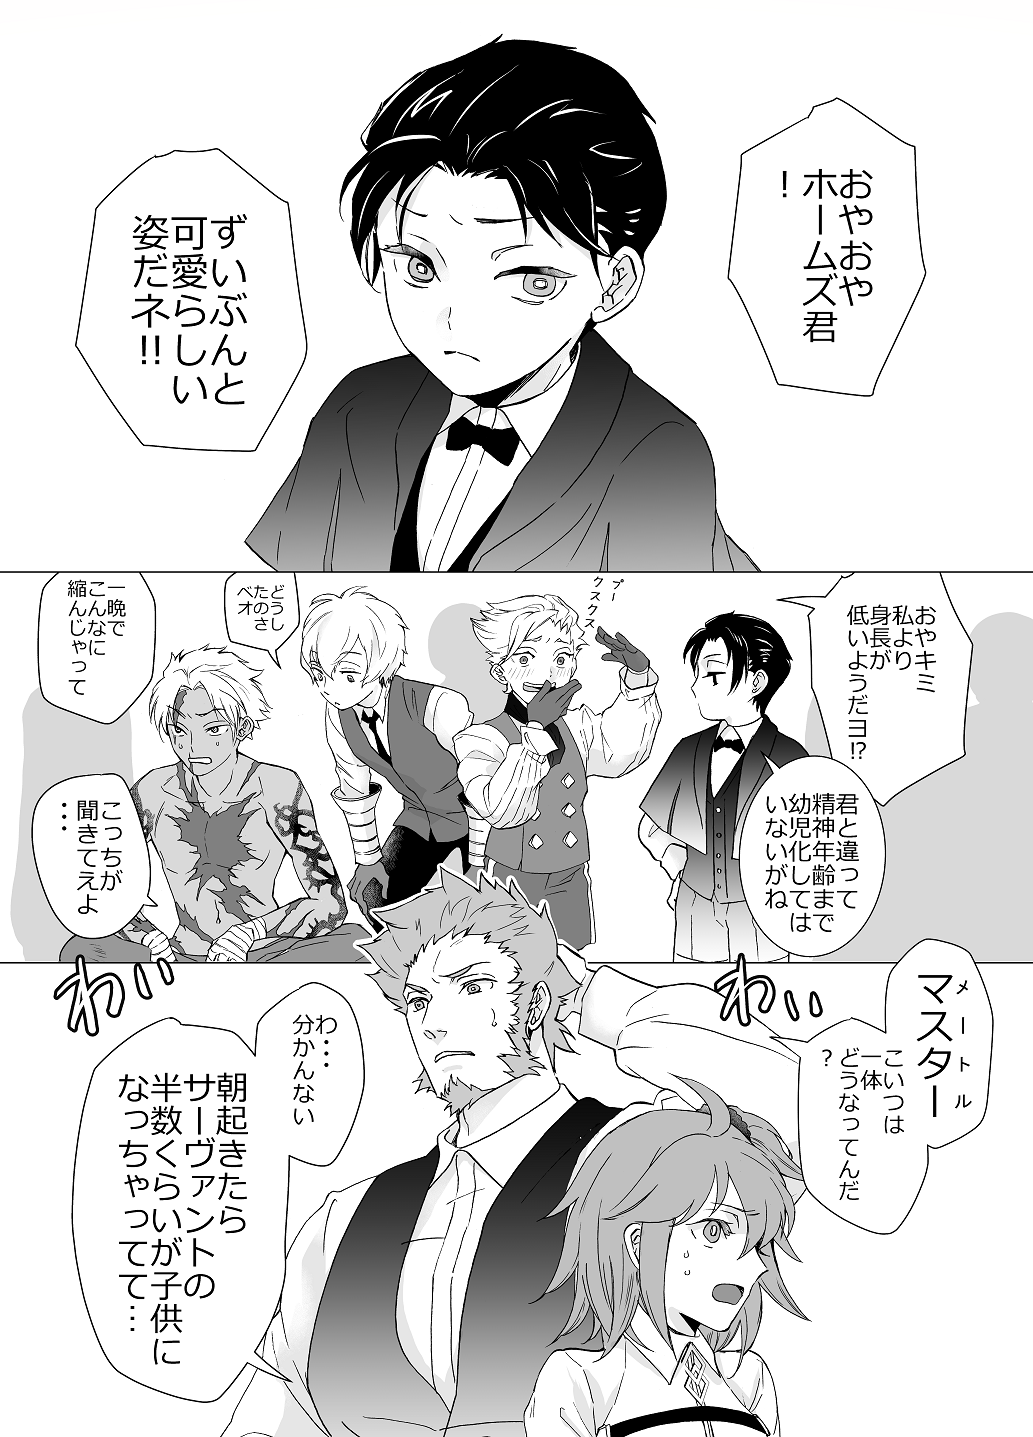 おやおや
ホームズ君
！
ずいぶんと
可愛らしい
姿だネ!!
おやキミ
私より
身長が
低いようだヨ!?
君と違って
精神年齢まで
幼児化しては
いないがね
プー
クスクス
どうし
たのさ
ベオ
一晩で
こんなに
縮んじゃって
こっちが
聞きてえよ
・・・
わぃ
メートル
マスター
こいつは
一体
どうなってんだ
？
わぃ
わ・・・
分かんない
朝起きたら
サーヴァントの
半数くらいが子供に
なっちゃってて…